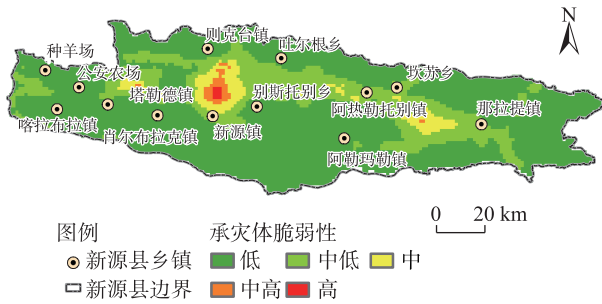 N
则克台镇
吐尔根乡
种羊场
坎苏乡
公安农场
塔勒德镇
别斯托别乡
阿热勒托别镇
那拉提镇
喀拉布拉镇
肖尔布拉克镇
新源镇
阿勒玛勒镇
0 20 km
图例
承灾体脆弱性
新源县乡镇
低
中低
中
新源县边界
中高
高